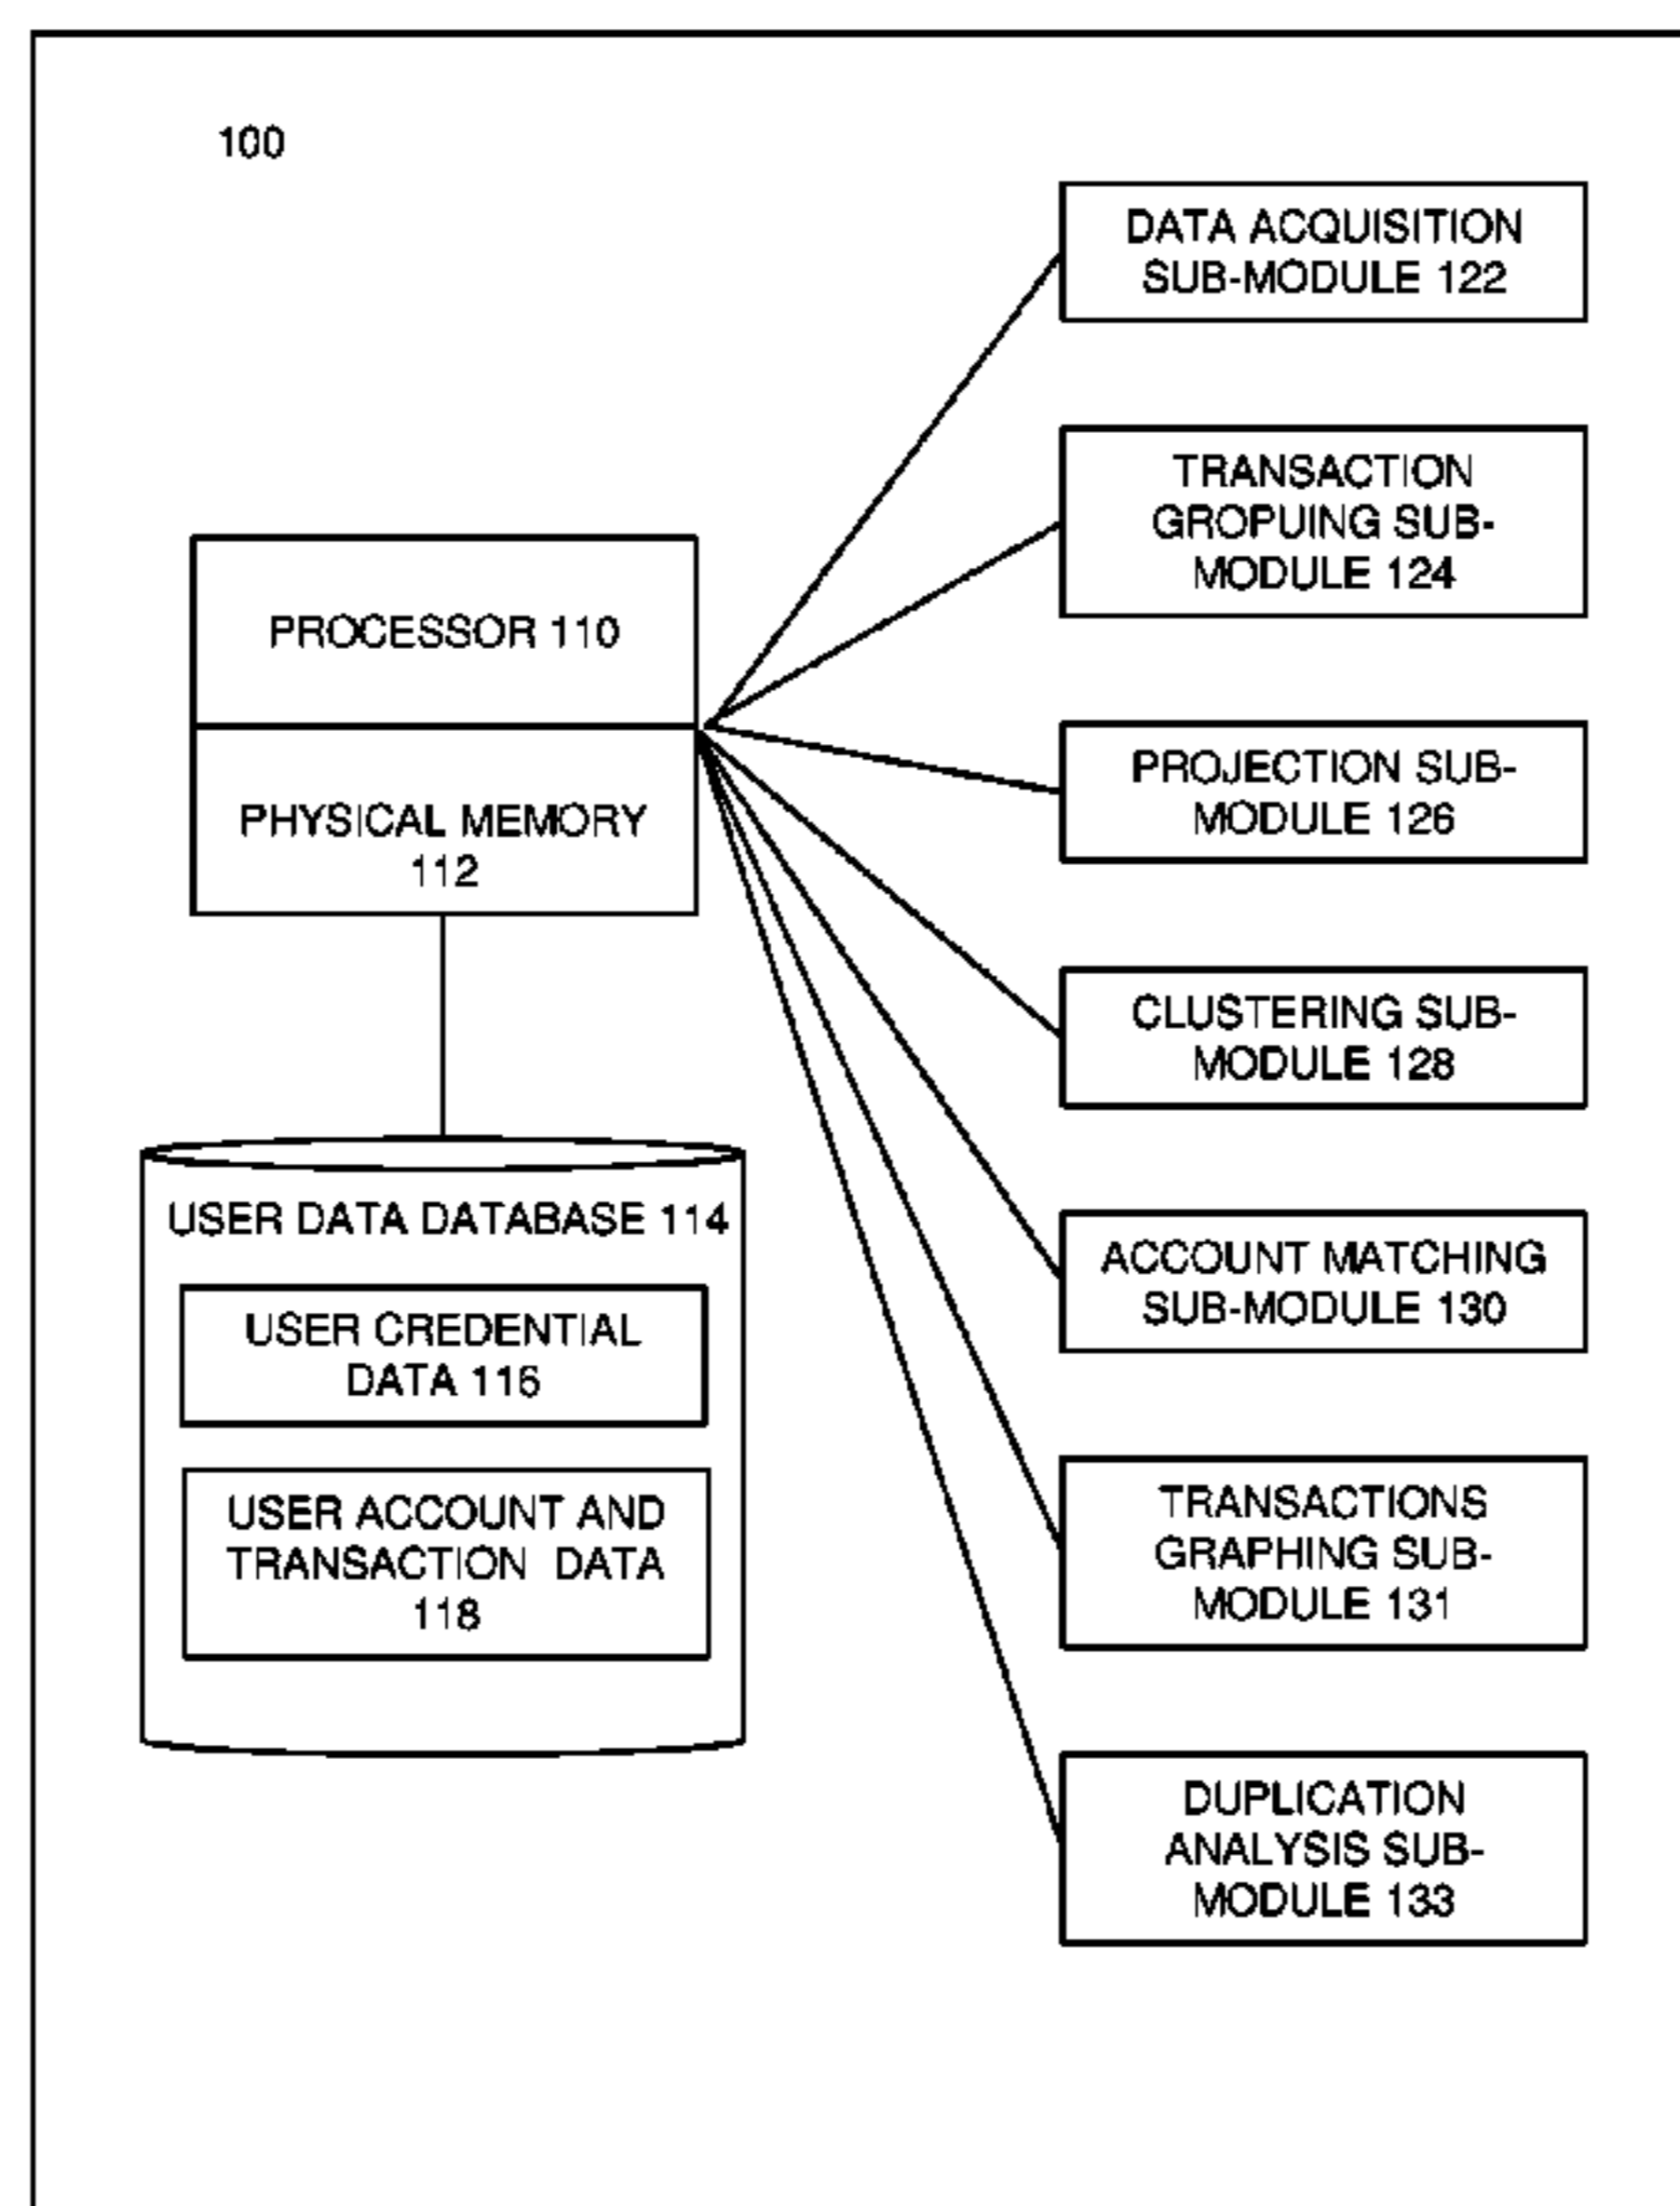 100
DATA ACQUISITION
SUB-MODULE 122
TRANSACTION
GROPUING SUB-
MODULE 124
PROCESSOR 110
PHYSICAL MEMORY
112
PROJECTION SUB-
MODULE 126
CLUSTERING SUB-
MODULE 128
USER DATA DATABASE 114
USER CREDENTIAL
DATA 116
USER ACCOUNT AND
TRANSACTION DATA
118
ACCOUNT MATCHING
SUB-MODULE 130
TRANSACTIONS
GRAPHING SUB-
MODULE 131
DUPLICATION
ANALYSIS SUB-
MODULE 133